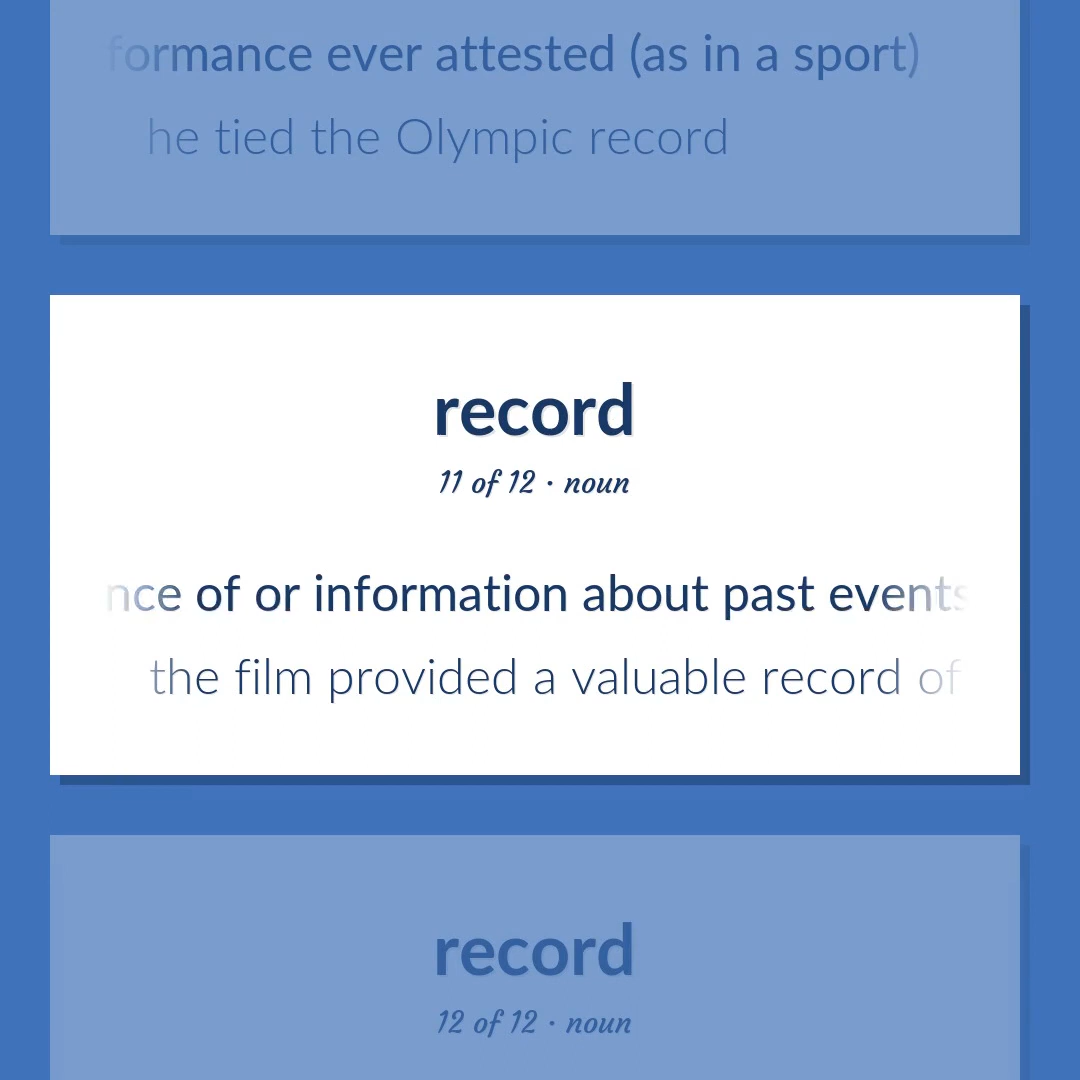 formance ever attested (as in a sport)
he tied the Olympic record
record
11 of 12 · noun
nce of or information about past events
the film provided a valuable record of
record
12 of 12 · noun